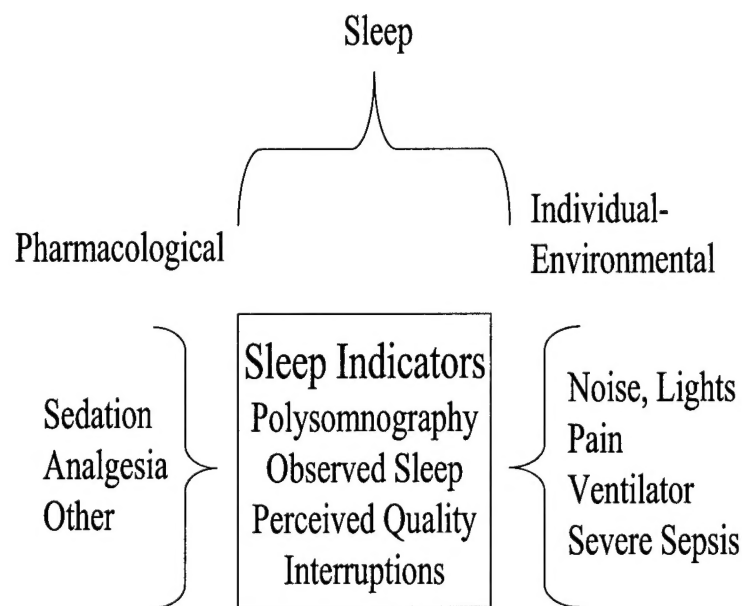 Sleep
Pharmacological
Individual-
Environmental
Sedation
Analgesia
Other
Sleep Indicators
Polysomnography
Observed Sleep
Perceived Quality
Interruptions
Noise, Lights
Pain
Ventilator
Severe Sepsis